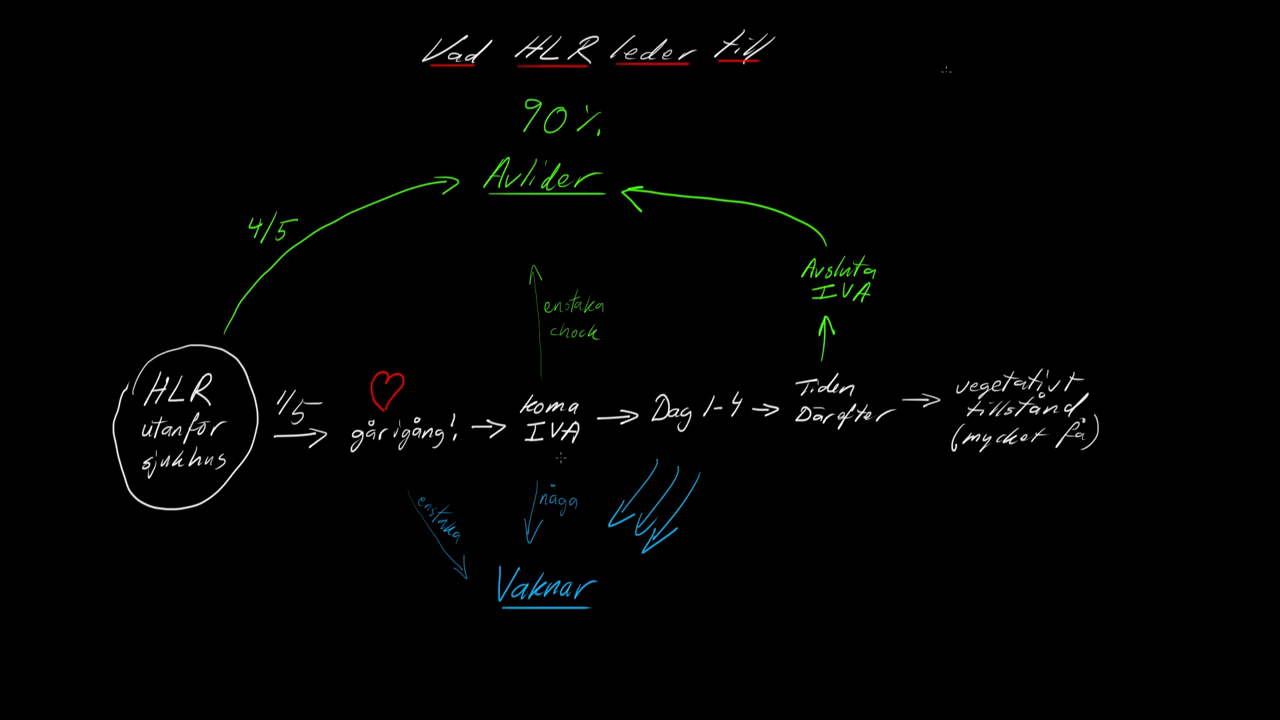 Vad HLR leder till
90%
Avlider
4/5
Avsluta
IVA
enstaka
chock
HLR
utanför
sjukhus
1/5
går igång!
koma
IVA
Dag 1-4
Tiden
Därefter
vegetativt
tillstånd
(mycket få)
enstaka
någa
Vaknar